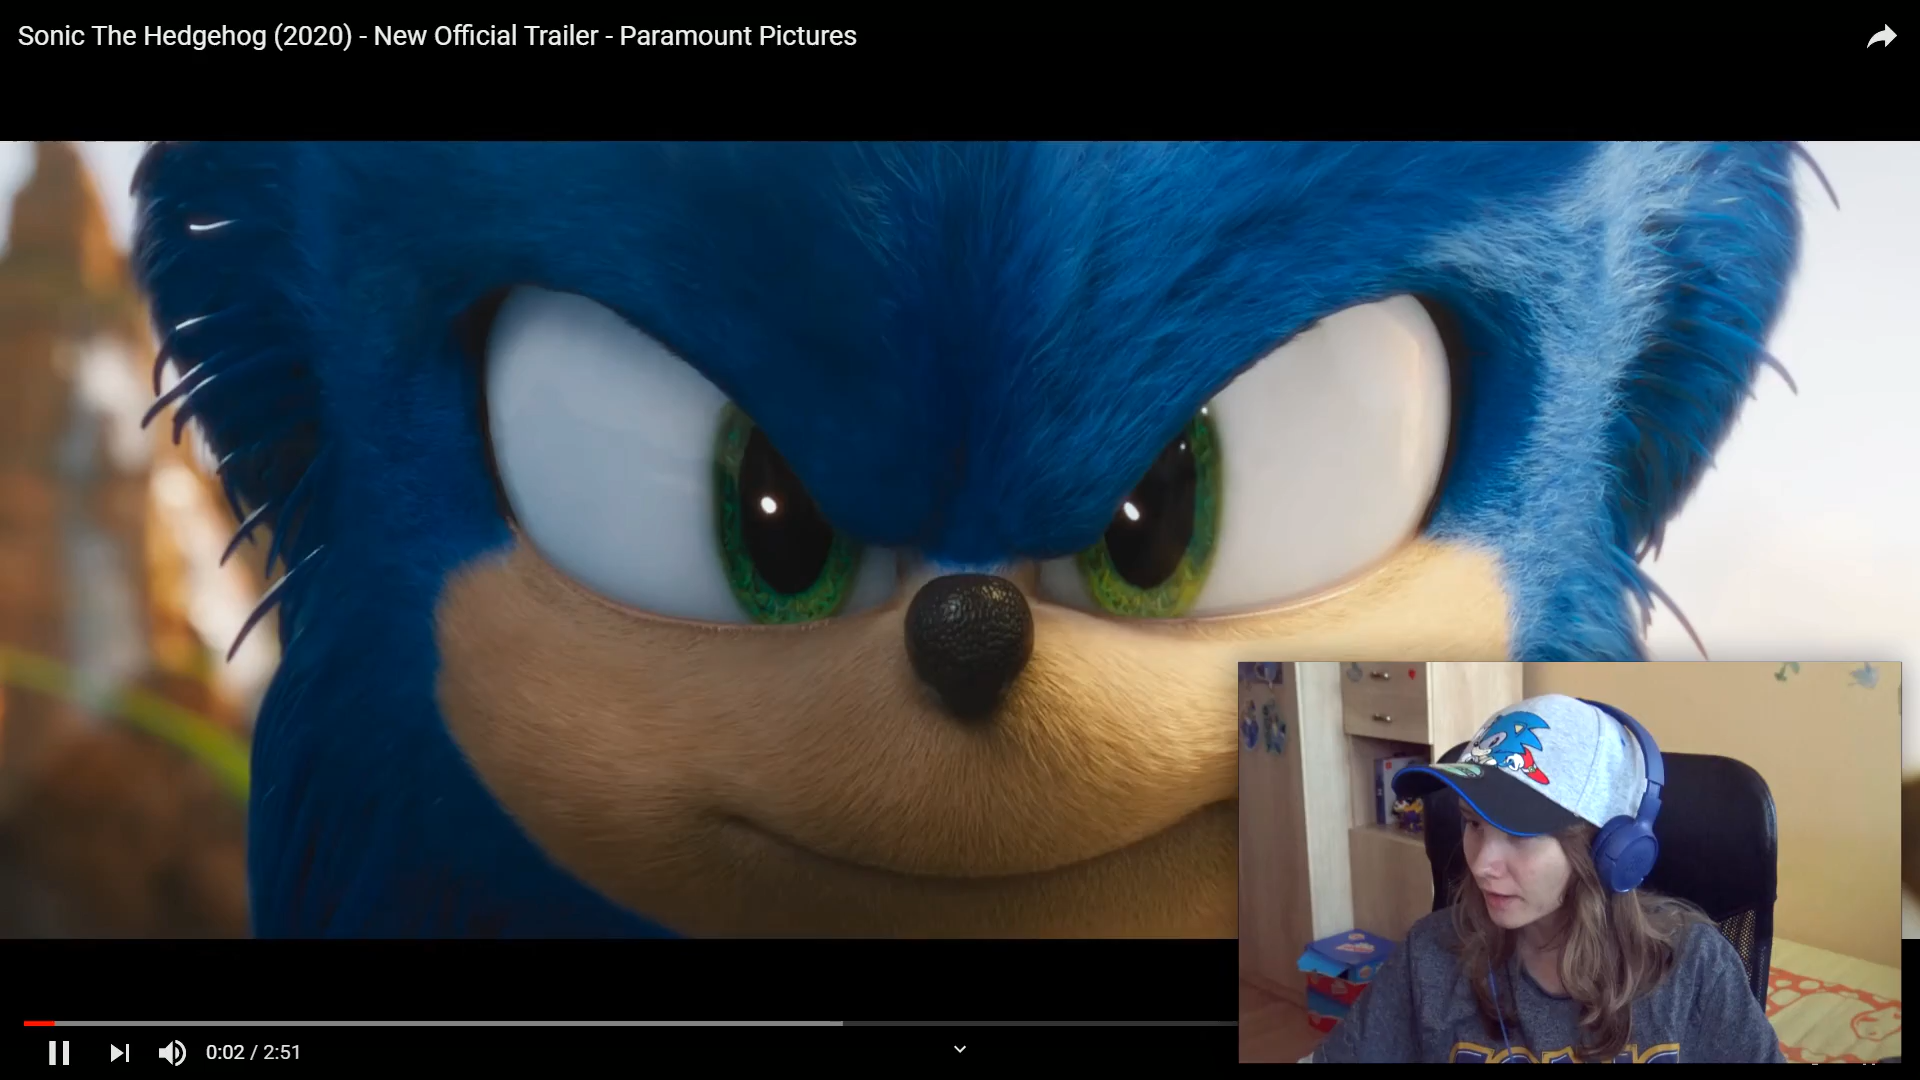 Sonic The Hedgehog (2020) - New Official Trailer - Paramount Pictures
0:02 / 2:51